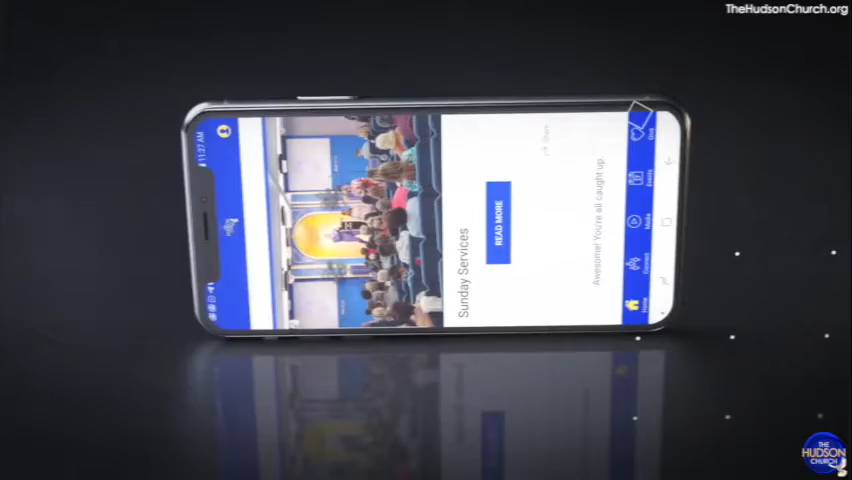 TheHudsonChurch.org
11:27 AM
Sunday Services
READ MORE
Share
Awesome! You're all caught up.
Home
Connect
Media
Events
Give
THE
HUDSON
CHURCH